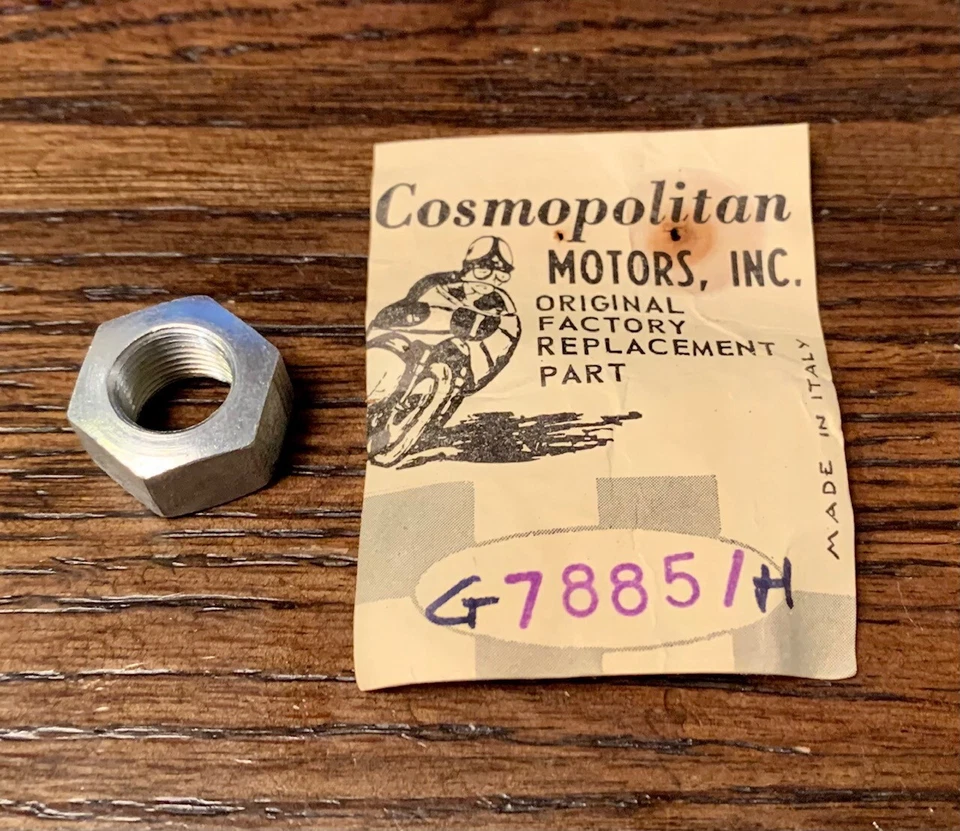 Cosmopolitan
MOTORS, INC.
ORIGINAL
FACTORY
REPLACEMENT
PART
MADE IN ITALY
G7885/H